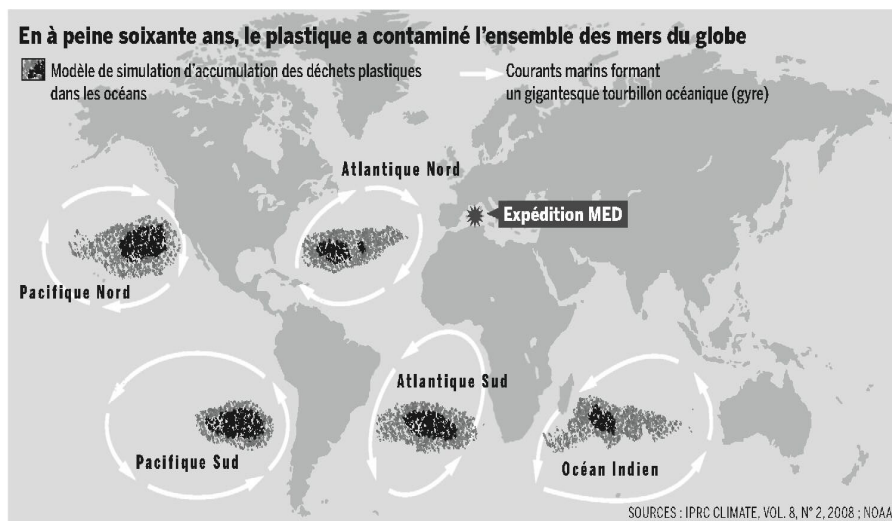 En à peine soixante ans, le plastique a contaminé l'ensemble des mers du globe
Modèle de simulation d'accumulation des déchets plastiques
dans les océans
Courants marins formant
un gigantesque tourbillon océanique (gyre)
Atlantique Nord
Expédition MED
Pacifique Nord
Atlantique Sud
Pacifique Sud
Océan Indien
SOURCES : IPRC CLIMATE, VOL. 8, N° 2, 2008 ; NOAA